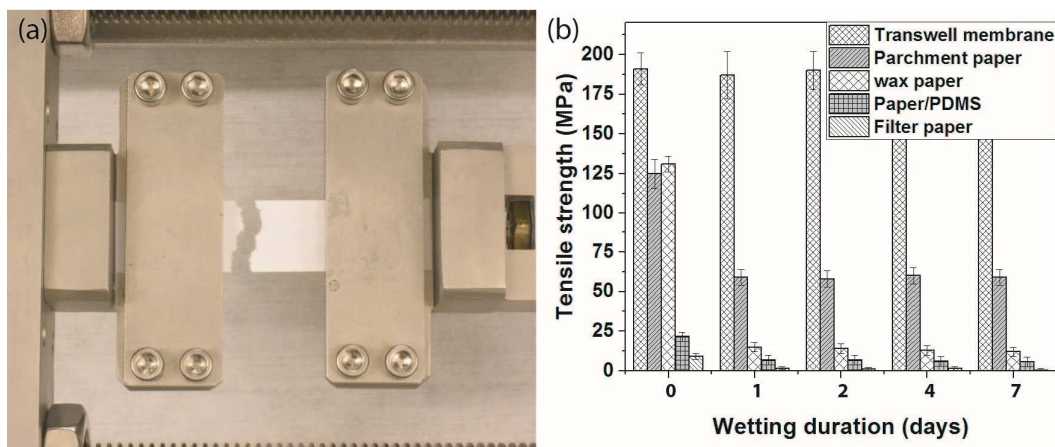 (a)
(b)
Transwell membrane
Parchment paper
wax paper
Paper/PDMS
Filter paper
Tensile strength (MPa)
200
175
150
125
100
75
50
25
0
0 1 2 4 7
Wetting duration (days)